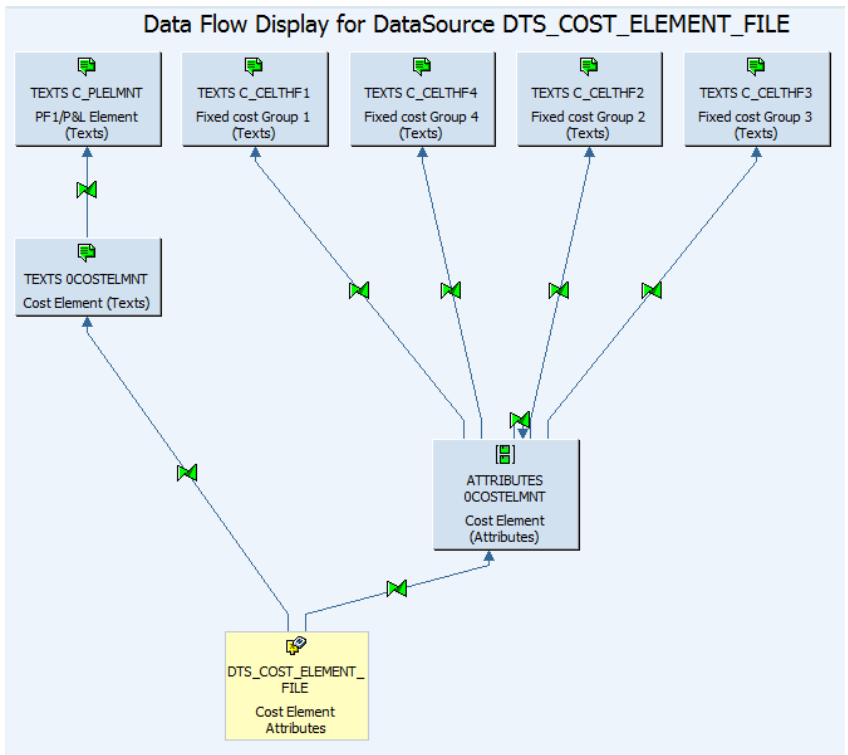 Data Flow Display for DataSource DTS_COST_ELEMENT_FILE
TEXTS C_PLELMNT
PF1/P&L Element
(Texts)
TEXTS C_CELTHF1
Fixed cost Group 1
(Texts)
TEXTS C_CELTHF4
Fixed cost Group 4
(Texts)
TEXTS C_CELTHF2
Fixed cost Group 2
(Texts)
TEXTS C_CELTHF3
Fixed cost Group 3
(Texts)
TEXTS 0COSTELMNT
Cost Element (Texts)
ATTRIBUTES
0COSTELMNT
Cost Element
(Attributes)
DTS_COST_ELEMENT_
FILE
Cost Element
Attributes